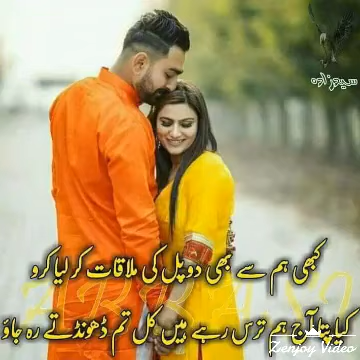 سیدزادہ
کبھی ہم سے بھی دو پل کی ملاقات کر لیا کرو
کیا پتا آج ہم ترس رہے ہیں کل تم ڈھونڈتے رہ جاؤ
Zenjoy Video